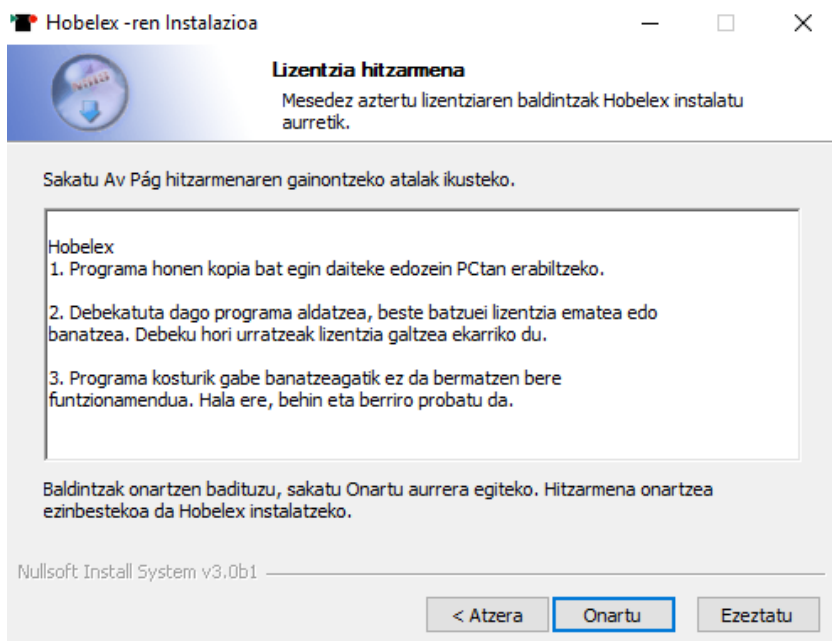 Hobelex -ren Instalazioa
Lizentzia hitzarmena
Mesedez aztertu lizentziaren baldintzak Hobelex instalatu
aurretik.
Sakatu Av Pág hitzarmenaren gainontzeko atalak ikusteko.
Hobelex
1. Programa honen kopia bat egin daiteke edozein PCtan erabiltzeko.
2. Debekatuta dago programa aldatzea, beste batzuei lizentzia ematea edo
banatzea. Debeku hori urratzeak lizentzia galtzea ekarriko du.
3. Programa kosturik gabe banatzeagatik ez da bermatzen bere
funtzionamendua. Hala ere, behin eta berriro probatu da.
Baldintzak onartzen badituzu, sakatu Onartu aurrera egiteko. Hitzarmena onartzea
ezinbestekoa da Hobelex instalatzeko.
Nullsoft Install System v3.0b1
< Atzera Onartu Ezeztatu